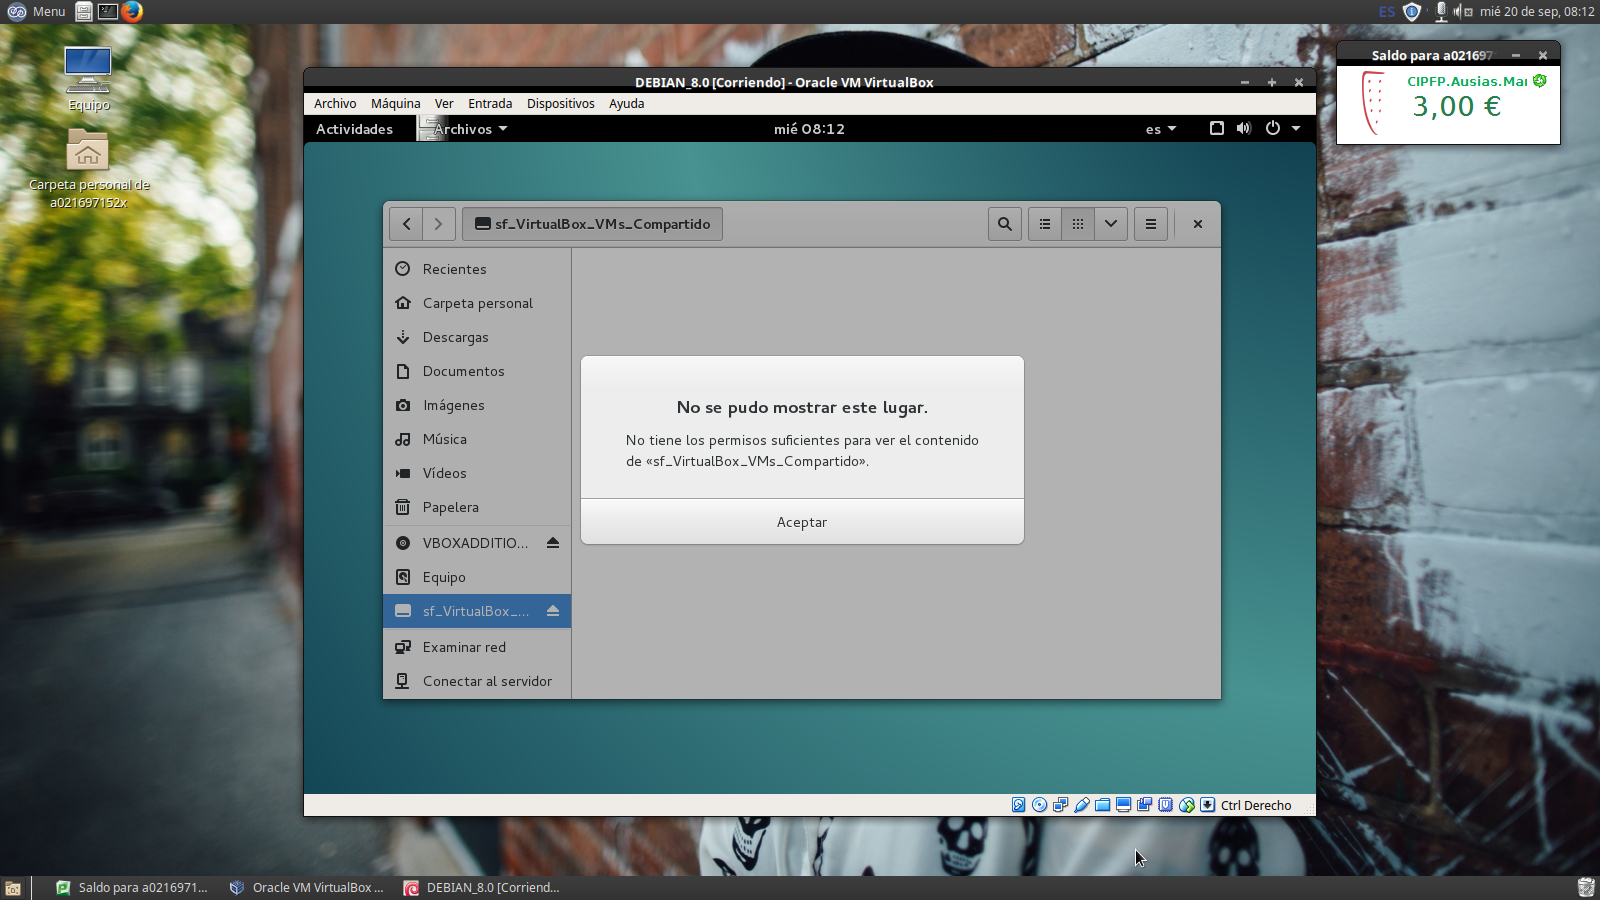 Menu
ES
mié 20 de sep, 08:12
Equipo
Carpeta personal de
a021697152x
Saldo para a021697
CIPFP.Ausias.Mar
3,00 €
DEBIAN_8.0 [Corriendo] - Oracle VM VirtualBox
Archivo Máquina Ver Entrada Dispositivos Ayuda
Actividades Archivos mié 08:12 es
sf_VirtualBox_VMs_Compartido
Recientes
Carpeta personal
Descargas
Documentos
Imágenes
Música
Vídeos
Papelera
VBOXADDITIO...
Equipo
sf_VirtualBox_...
Examinar red
Conectar al servidor
No se pudo mostrar este lugar.
No tiene los permisos suficientes para ver el contenido
de «sf_VirtualBox_VMs_Compartido».
Aceptar
Ctrl Derecho
Saldo para a0216971...
Oracle VM VirtualBox ...
DEBIAN_8.0 [Corriend...